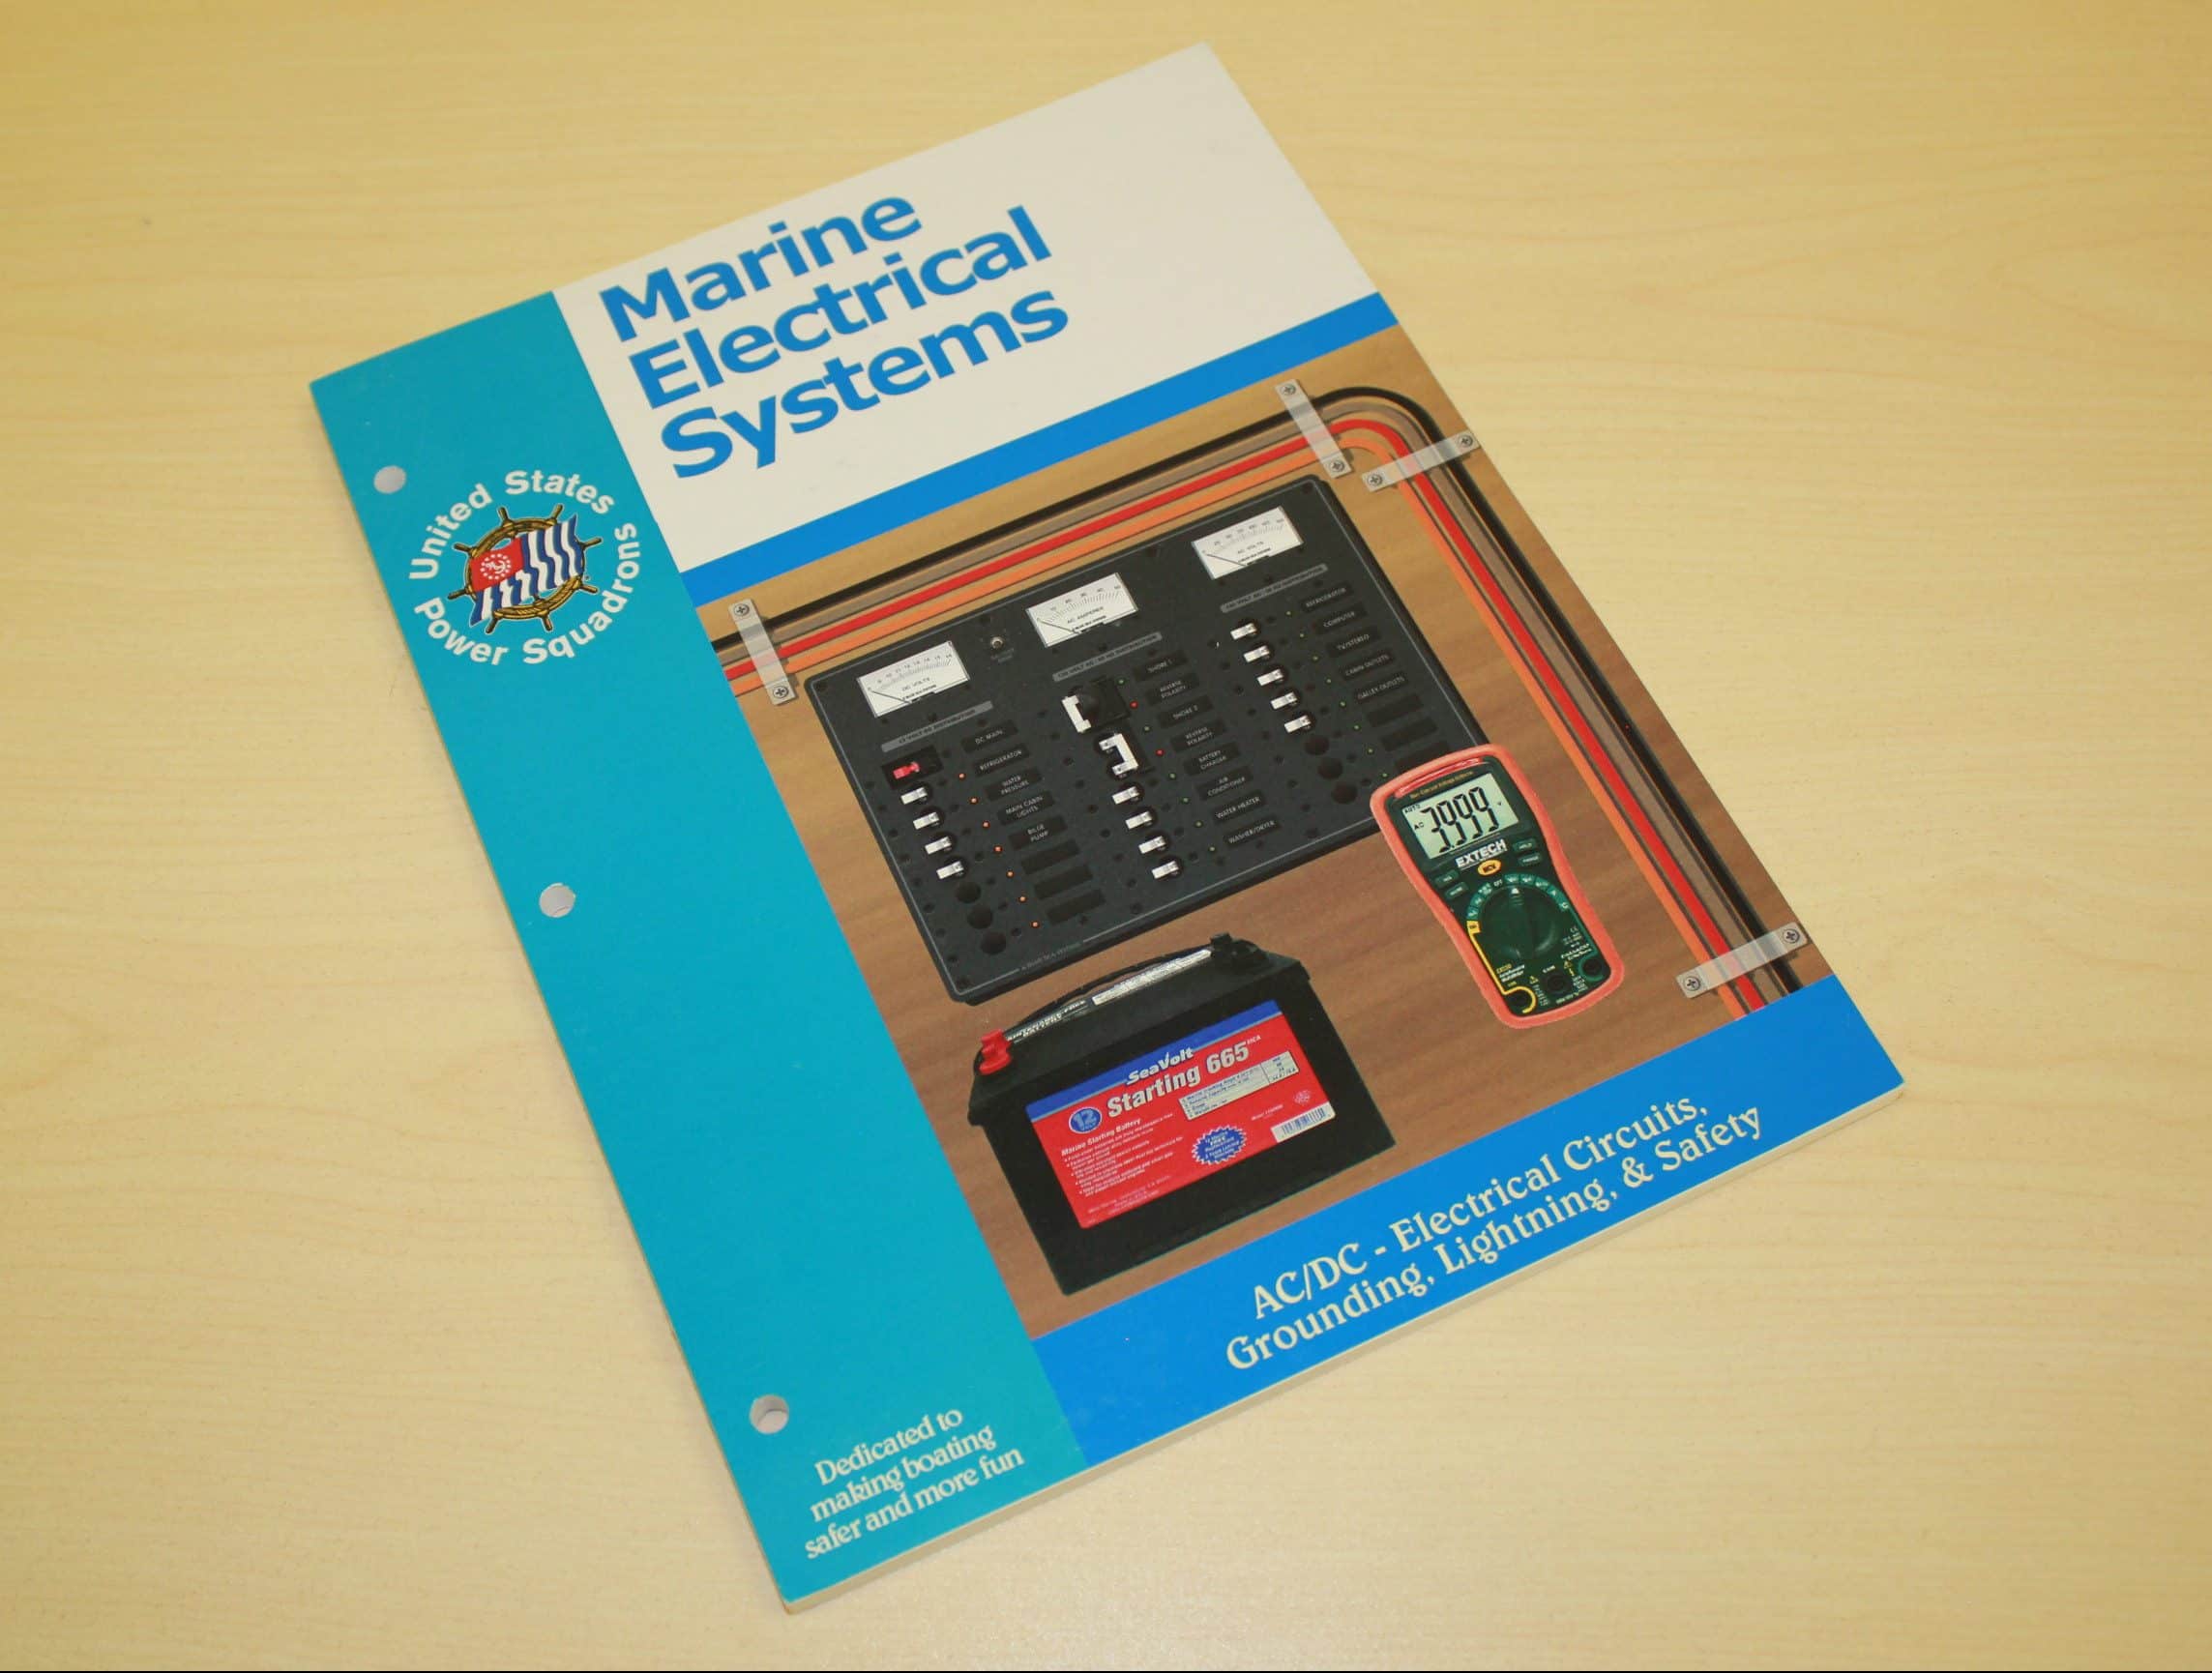 Marine
Electrical
Systems
United States
Power Squadrons
DC VOLTS
AC AMPERES
AC VOLTS
DC MAIN
REFRIGERATOR
WATER
PRESSURE
MAIN CABIN
LIGHTS
BILGE
PUMP
SHORE 1
REVERSE
POLARITY
SHORE 2
REVERSE
POLARITY
BATTERY
CHARGER
AIR
CONDITIONER
WATER HEATER
WASHER/DRYER
REFRIGERATOR
COMPUTER
TV/STEREO
CABIN OUTLETS
GALLEY OUTLETS
AUTO
AC
V
EXTECH
SeaVolt
Starting 665
12
Marine Starting Battery
FREE
AC/DC - Electrical Circuits,
Grounding, Lightning, & Safety
Dedicated to
making boating
safer and more fun